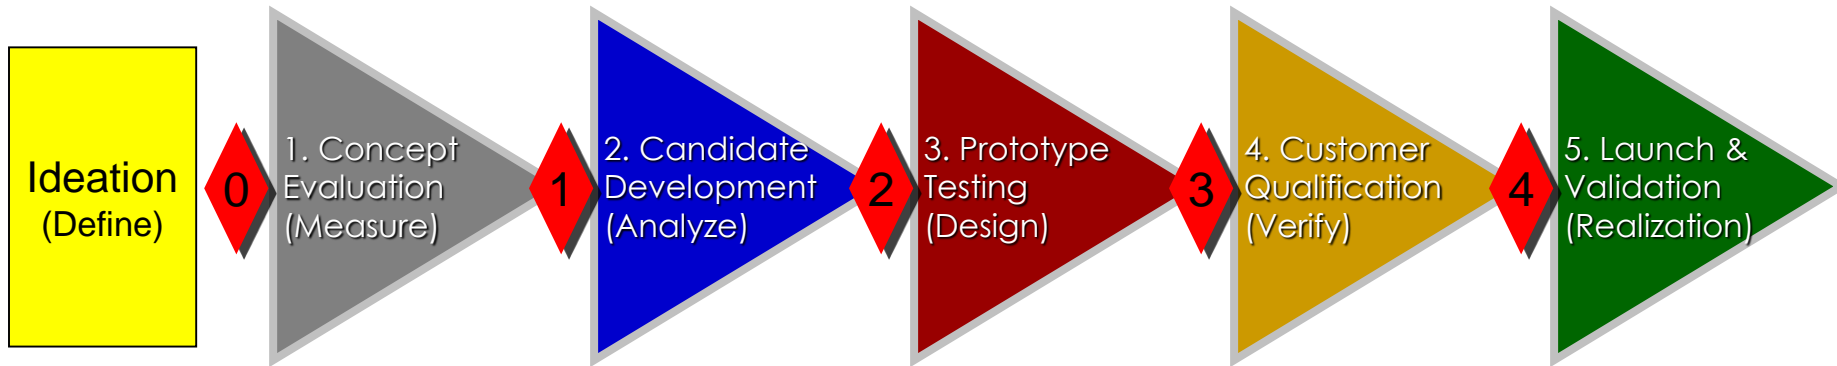 Ideation
(Define)
0
1. Concept
Evaluation
(Measure)
1
2. Candidate
Development
(Analyze)
2
3. Prototype
Testing
(Design)
3
4. Customer
Qualification
(Verify)
4
5. Launch &
Validation
(Realization)